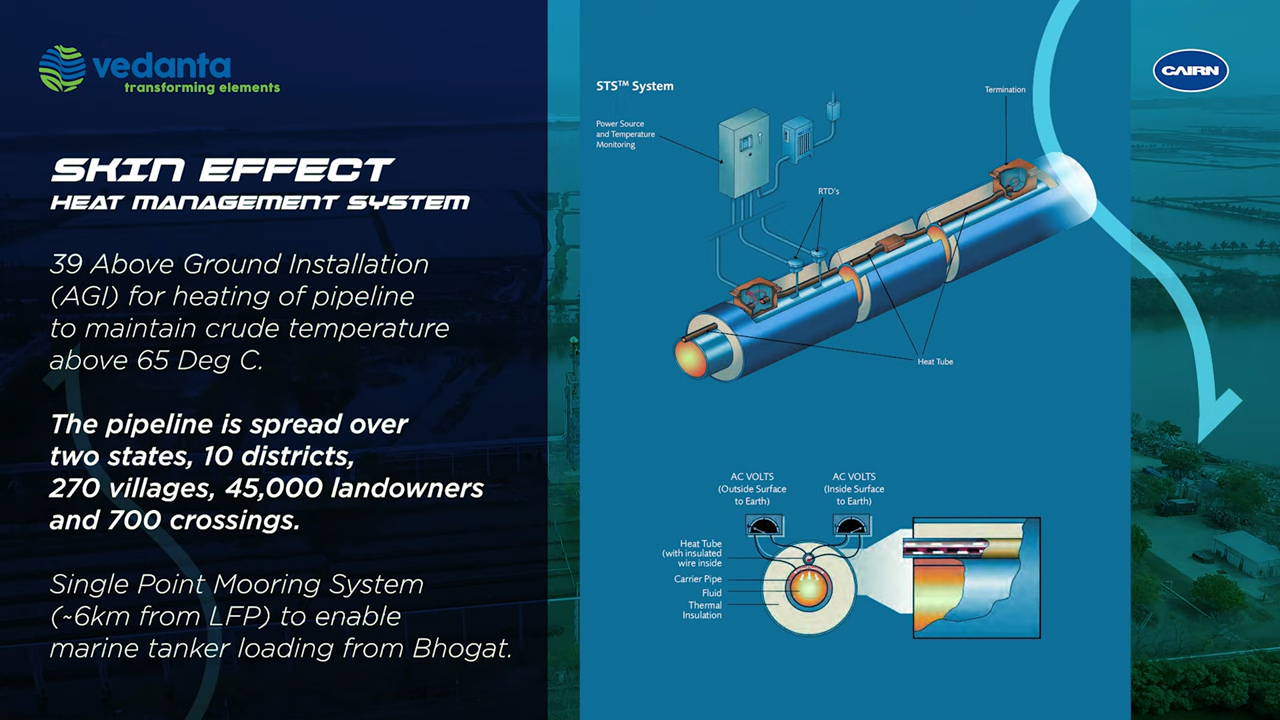 vedanta
transforming elements
SKIN EFFECT
HEAT MANAGEMENT SYSTEM
39 Above Ground Installation
(AGI) for heating of pipeline
to maintain crude temperature
above 65 Deg C.
The pipeline is spread over
two states, 10 districts,
270 villages, 45,000 landowners
and 700 crossings.
Single Point Mooring System
(~6km from LFP) to enable
marine tanker loading from Bhogat.
STS™ System
Power Source
and Temperature
Monitoring
RTD's
Termination
Heat Tube
AC VOLTS
(Outside Surface
to Earth)
AC VOLTS
(Inside Surface
to Earth)
Heat Tube
(with insulated
wire inside
Carrier Pipe
Fluid
Thermal
Insulation
CAIRN